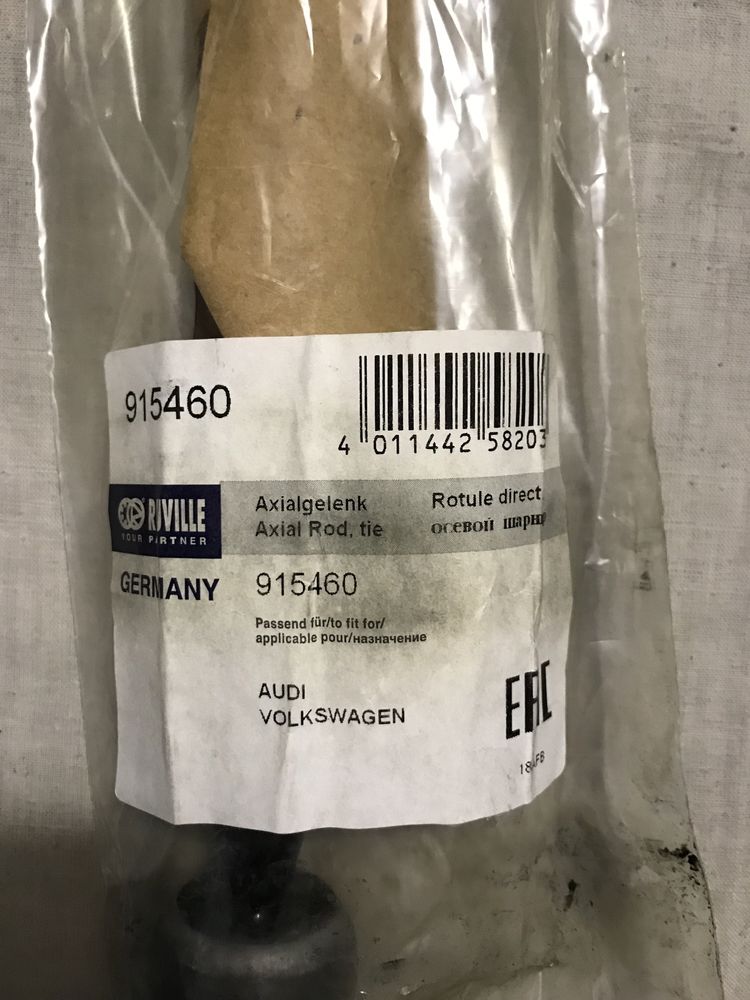 915460
4 011442 58203
RUVILLE
YOUR PARTNER
GERMANY
Axialgelenk
Axial Rod, tie
Rotule direct
осевой
915460
Passend für/to fit for/
applicable pour/назначение
AUDI
VOLKSWAGEN
EAC